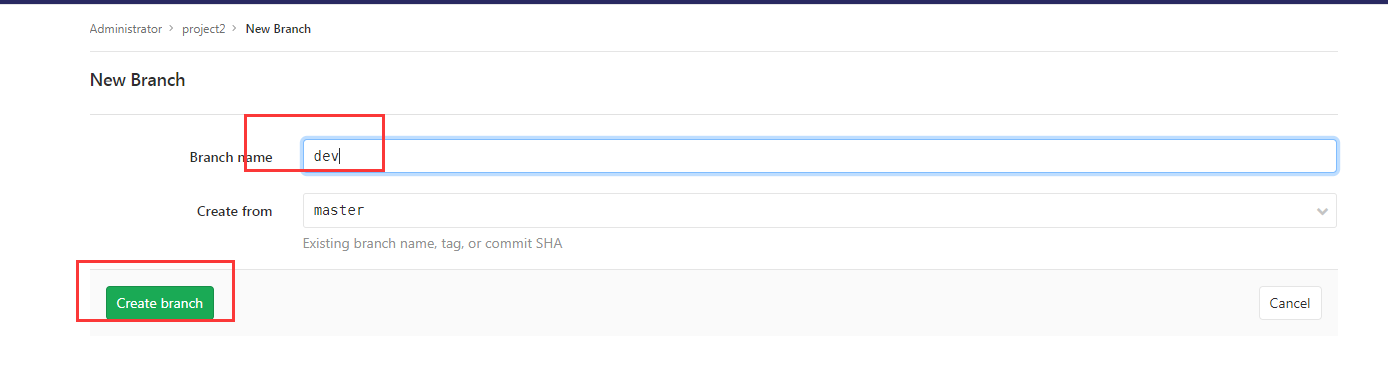 Administrator > project2 > New Branch
New Branch
Branch name dev
Create from master
Existing branch name, tag, or commit SHA
Create branch Cancel